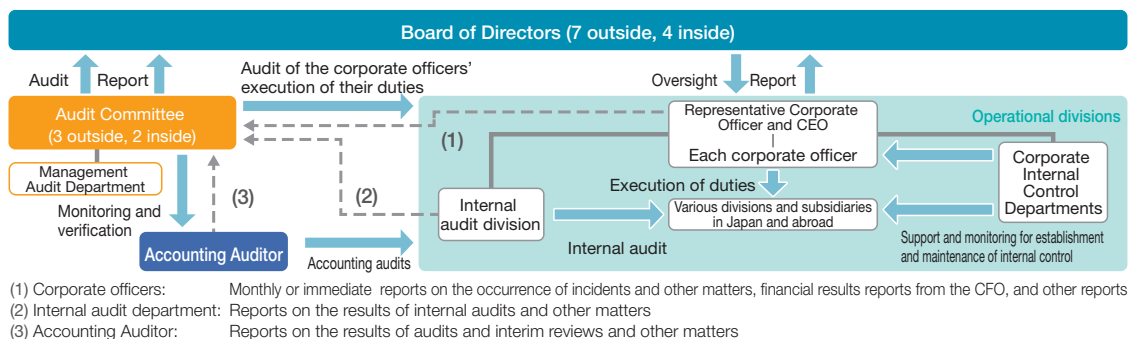 Board of Directors (7 outside, 4 inside)
Audit
Report
Audit of the corporate officers'
execution of their duties
Oversight
Report
Audit Committee
(3 outside, 2 inside)
Management
Audit Department
Monitoring and
verification
(3)
(2)
(1)
Accounting Auditor
Accounting audits
Representative Corporate
Officer and CEO
Each corporate officer
Operational divisions
Execution of duties
Internal
audit division
Various divisions and subsidiaries
in Japan and abroad
Internal audit
Corporate
Internal
Control
Departments
Support and monitoring for establishment
and maintenance of internal control
(1) Corporate officers: Monthly or immediate reports on the occurrence of incidents and other matters, financial results reports from the CFO, and other reports
(2) Internal audit department: Reports on the results of internal audits and other matters
(3) Accounting Auditor: Reports on the results of audits and interim reviews and other matters